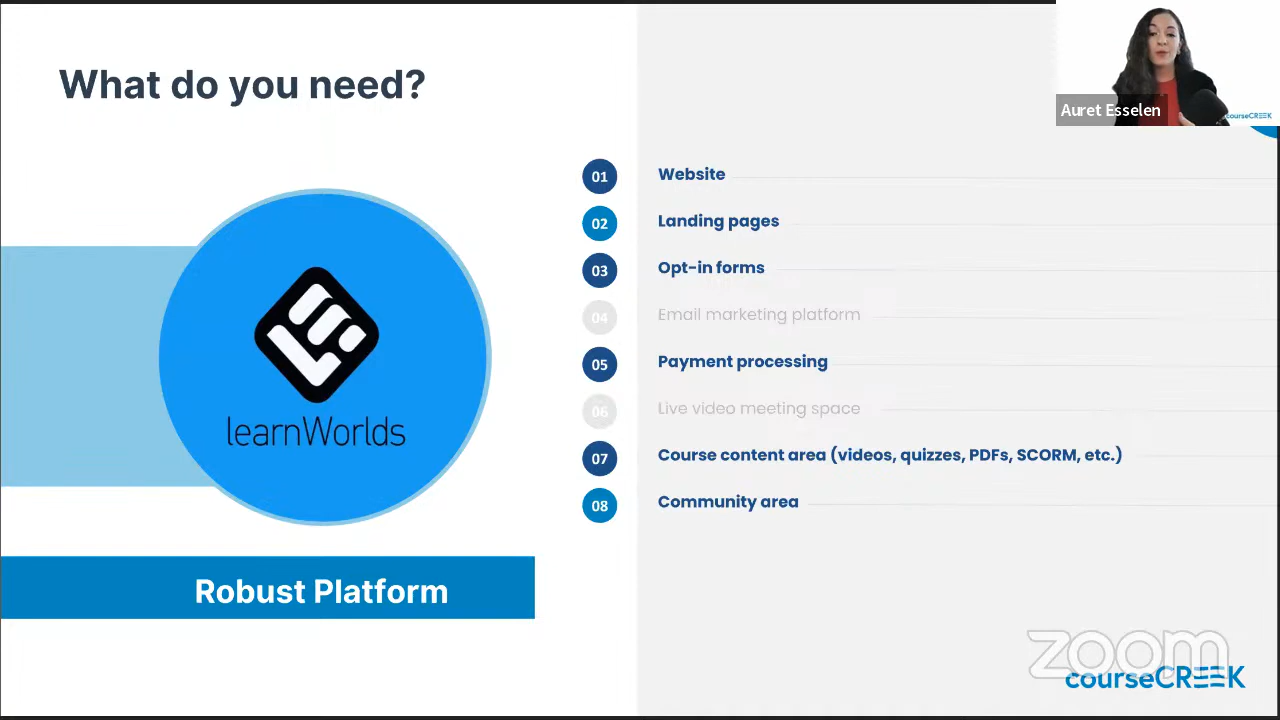 What do you need?
Auret Esselen
courseCREEK
01 Website
02 Landing pages
03 Opt-in forms
04 Email marketing platform
05 Payment processing
06 Live video meeting space
07 Course content area (videos, quizzes, PDFs, SCORM, etc.)
08 Community area
learnWorlds
Robust Platform
zoom
courseCREEK